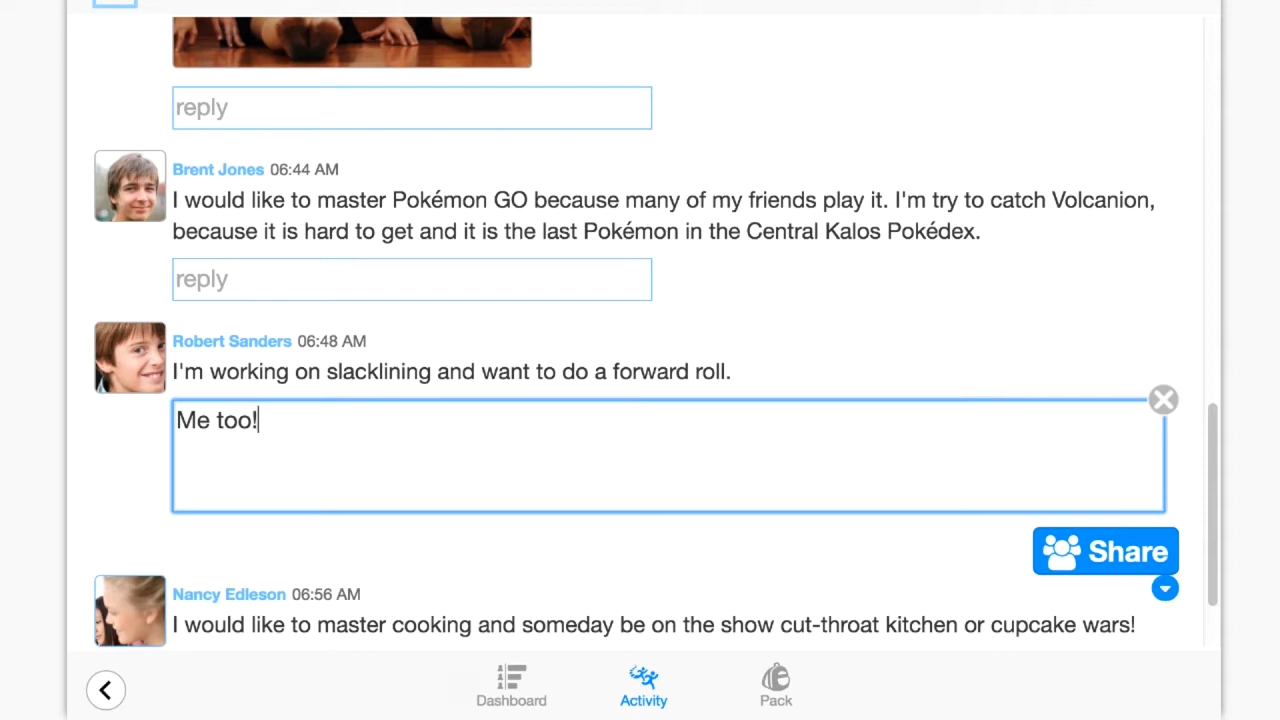 reply
Brent Jones 06:44 AM
I would like to master Pokémon GO because many of my friends play it. I'm try to catch Volcanion,
because it is hard to get and it is the last Pokémon in the Central Kalos Pokédex.
reply
Robert Sanders 06:48 AM
I'm working on slacklining and want to do a forward roll.
Me too!
Share
Nancy Edleson 06:56 AM
I would like to master cooking and someday be on the show cut-throat kitchen or cupcake wars!
Dashboard Activity Pack